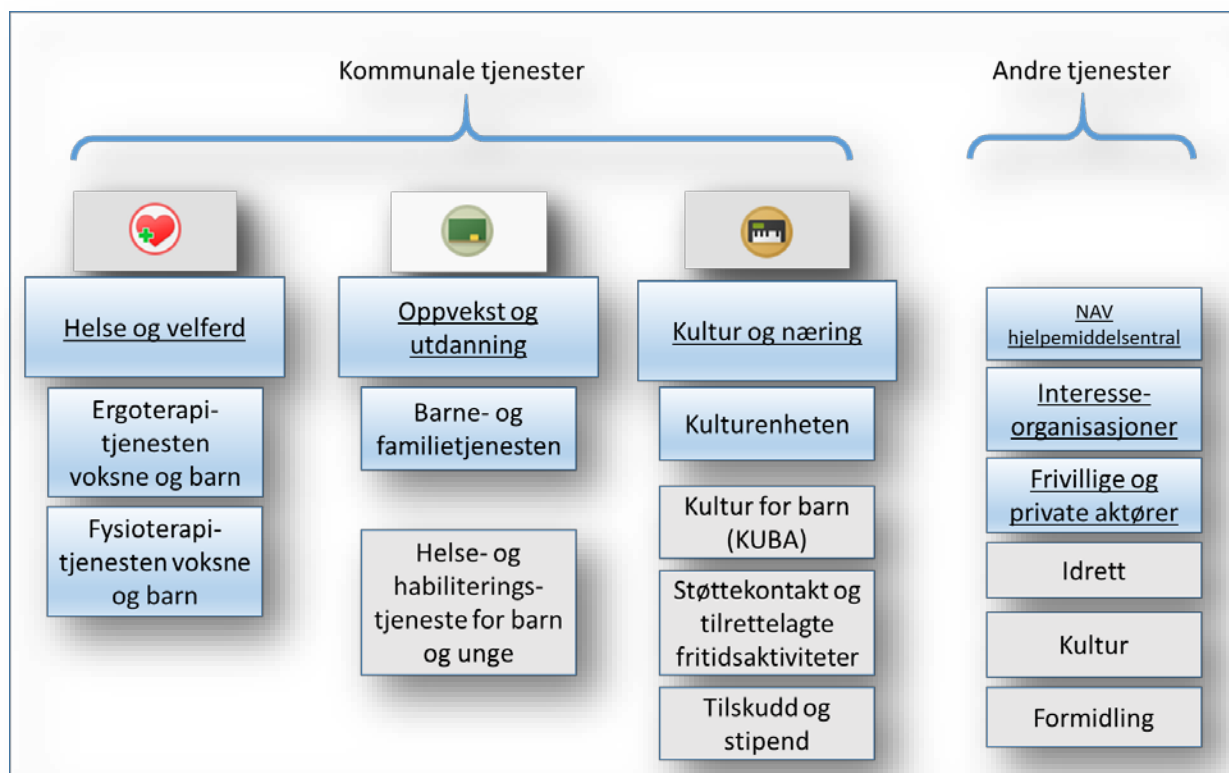 Kommunale tjenester
Andre tjenester
Helse og velferd
Ergoterapi-
tjenesten
voksne og barn
Fysioterapi-
tjenesten voksne
og barn
Oppvekst og
utdanning
Barne- og
familietjenesten
Helse- og
habiliterings-
tjeneste for barn
og unge
Kultur og næring
Kulturenheten
Kultur for barn
(KUBA)
Støttekontakt og
tilrettelagte
fritidsaktiviteter
Tilskudd og
stipend
NAV
hjelpemiddelsentral
Interesse-
organisasjoner
Frivillige og
private aktører
Idrett
Kultur
Formidling